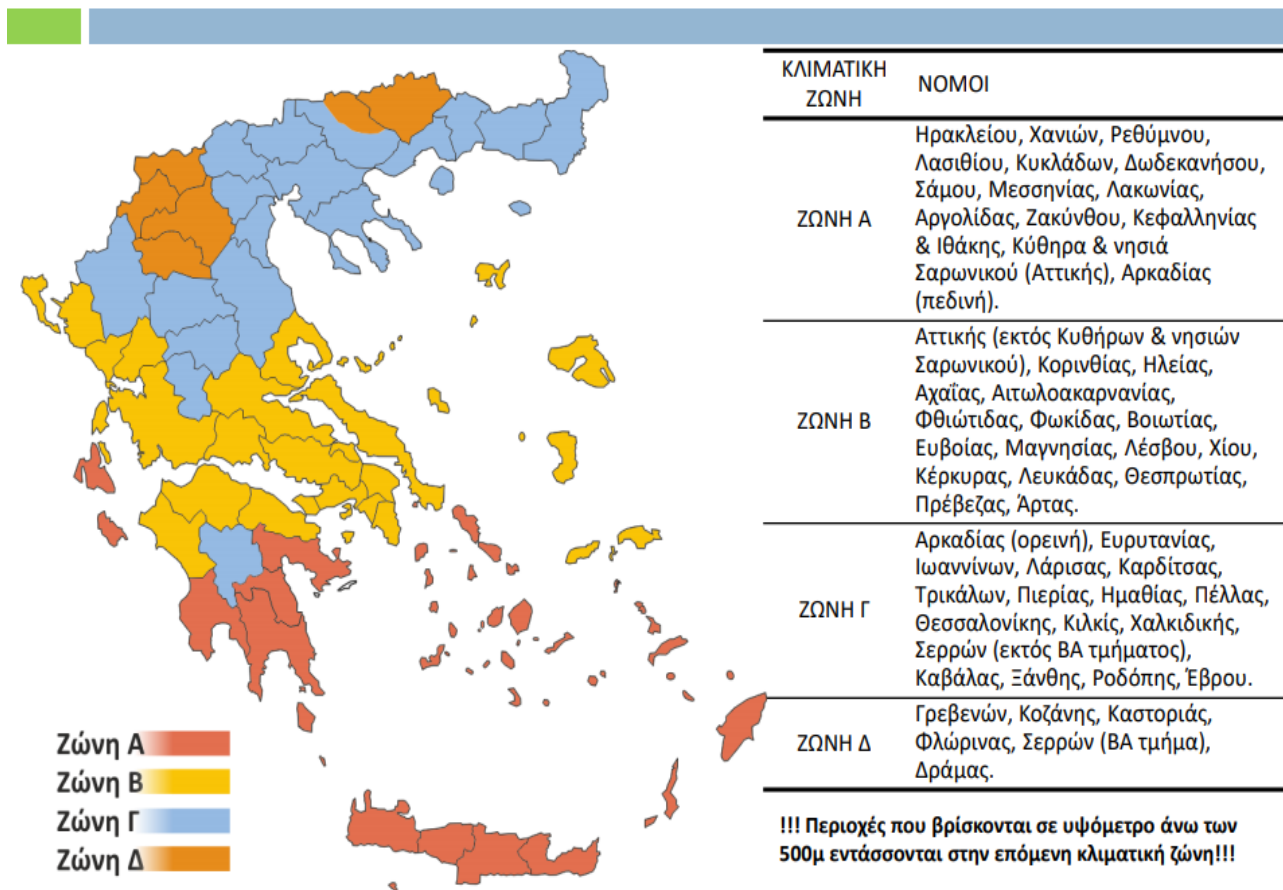 ΚΛΙΜΑΤΙΚΗ
ΖΩΝΗ
ΝΟΜΟΙ
ΖΩΝΗ Α
Ηρακλείου, Χανιών, Ρεθύμνου,
Λασιθίου, Κυκλάδων, Δωδεκανήσου,
Σάμου, Μεσσηνίας, Λακωνίας,
Αργολίδας, Ζακύνθου, Κεφαλληνίας
& Ιθάκης, Κύθηρα & νησιά
Σαρωνικού (Αττικής), Αρκαδίας
(πεδινή).
ΖΩΝΗ Β
Αττικής (εκτός Κυθήρων & νησιών
Σαρωνικού), Κορινθίας, Ηλείας,
Αχαΐας, Αιτωλοακαρνανίας,
Φθιώτιδας, Φωκίδας, Βοιωτίας,
Ευβοίας, Μαγνησίας, Λέσβου, Χίου,
Κέρκυρας, Λευκάδας, Θεσπρωτίας,
Πρέβεζας, Άρτας.
ΖΩΝΗ Γ
Αρκαδίας (ορεινή), Ευρυτανίας,
Ιωαννίνων, Λάρισας, Καρδίτσας,
Τρικάλων, Πιερίας, Ημαθίας, Πέλλας,
Θεσσαλονίκης, Κιλκίς, Χαλκιδικής,
Σερρών (εκτός ΒΑ τμήματος),
Καβάλας, Ξάνθης, Ροδόπης, Έβρου.
ΖΩΝΗ Δ
Γρεβενών, Κοζάνης, Καστοριάς,
Φλώρινας, Σερρών (ΒΑ τμήμα),
Δράμας.
!!! Περιοχές που βρίσκονται σε υψόμετρο άνω των
500μ εντάσσονται στην επόμενη κλιματική ζώνη!!!
Ζώνη Α
Ζώνη Β
Ζώνη Γ
Ζώνη Δ